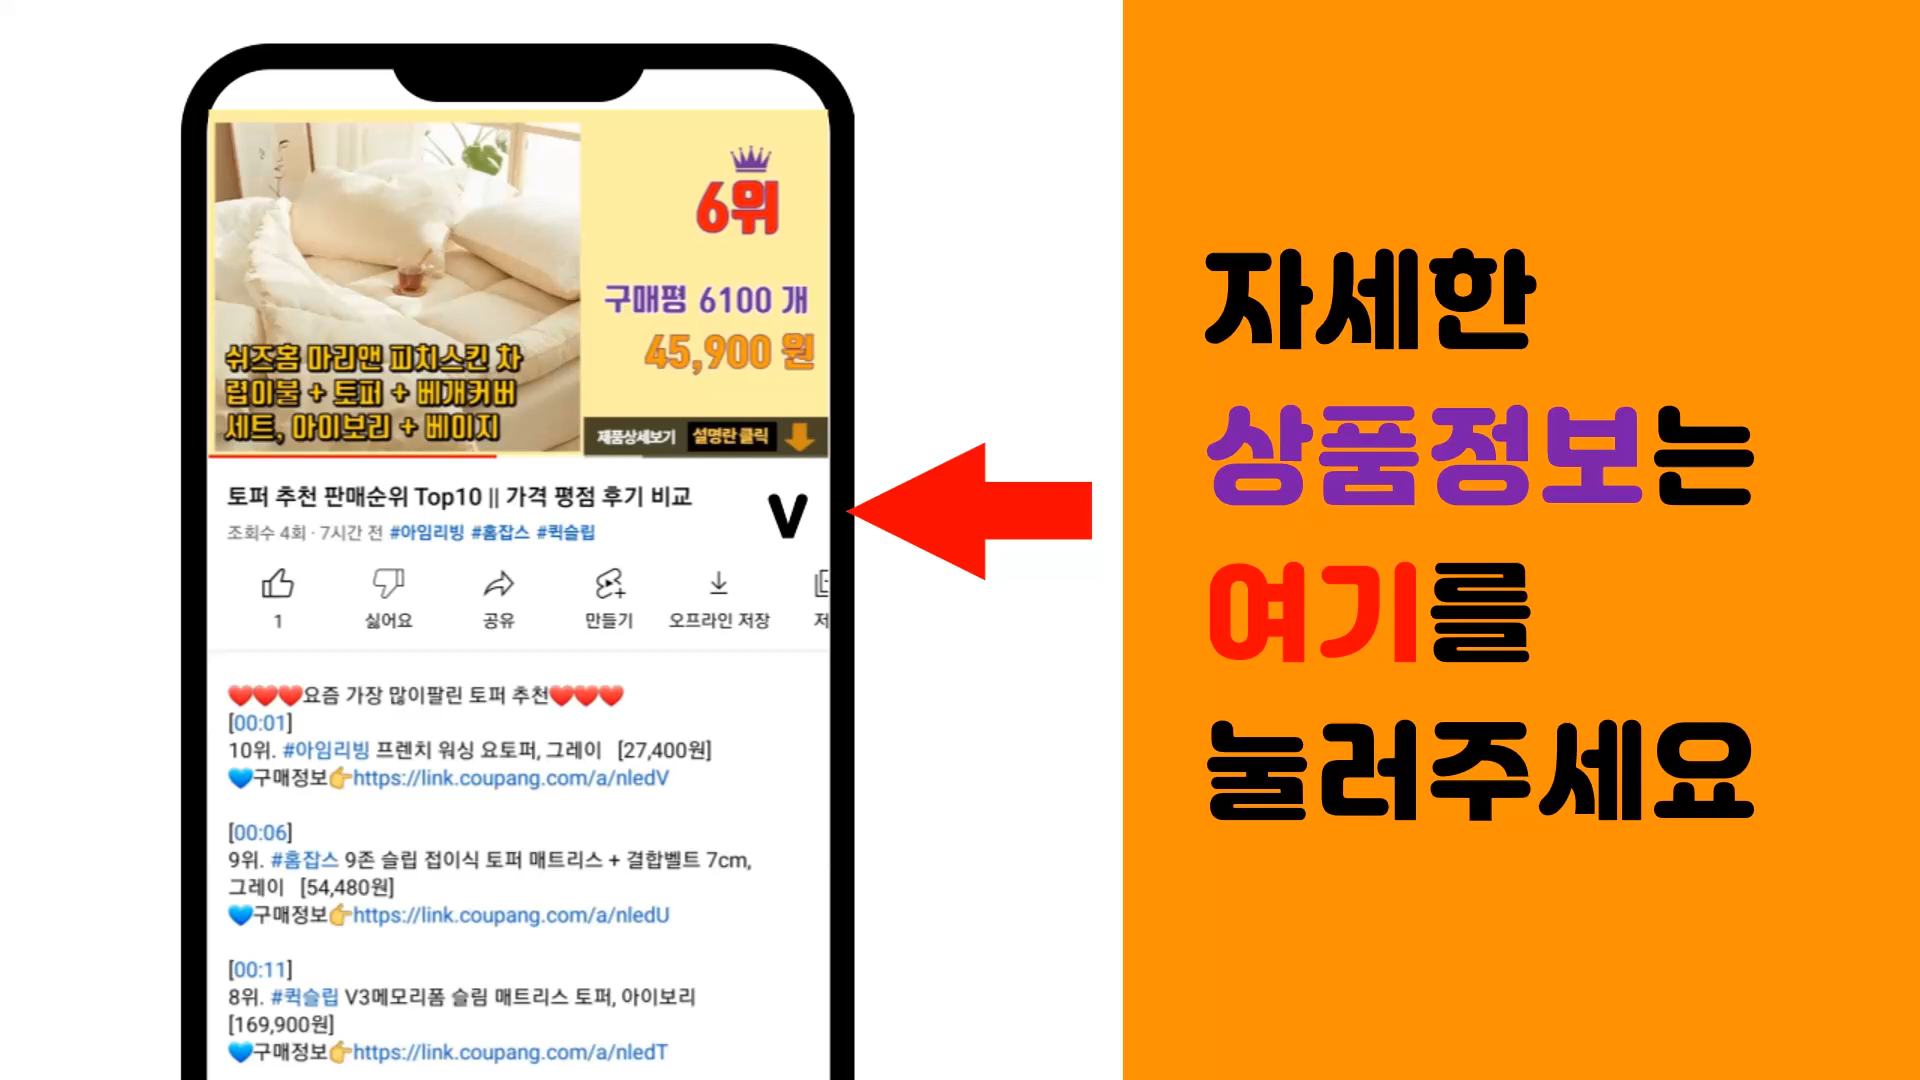 6위
구매평 6100 개
45,900 원
쉬즈홈 마리앤 피치스킨 차
렵이불 + 토퍼 + 베개커버
세트, 아이보리 + 베이지
제품상세보기 설명란 클릭
토퍼 추천 판매순위 Top10 || 가격 평점 후기 비교
V
조회수 4회 · 7시간 전 #아임리빙 #홈잡스 #퀵슬립
1 싫어요 공유 만들기 오프라인 저장 저
❤❤❤요즘 가장 많이팔린 토퍼 추천❤❤❤
[00:01]
10위. #아임리빙 프렌치 워싱 요토퍼, 그레이 [27,400원]
💙구매정보👉https://link.coupang.com/a/nledV
[00:06]
9위. #홈잡스 9존 슬립 접이식 토퍼 매트리스 + 결합벨트 7cm,
그레이 [54,480원]
💙구매정보👉https://link.coupang.com/a/nledU
[00:11]
8위. #퀵슬립 V3메모리폼 슬림 매트리스 토퍼, 아이보리
[169,900원]
💙구매정보👉https://link.coupang.com/a/nledT
자세한
상품정보는
여기를
눌러주세요